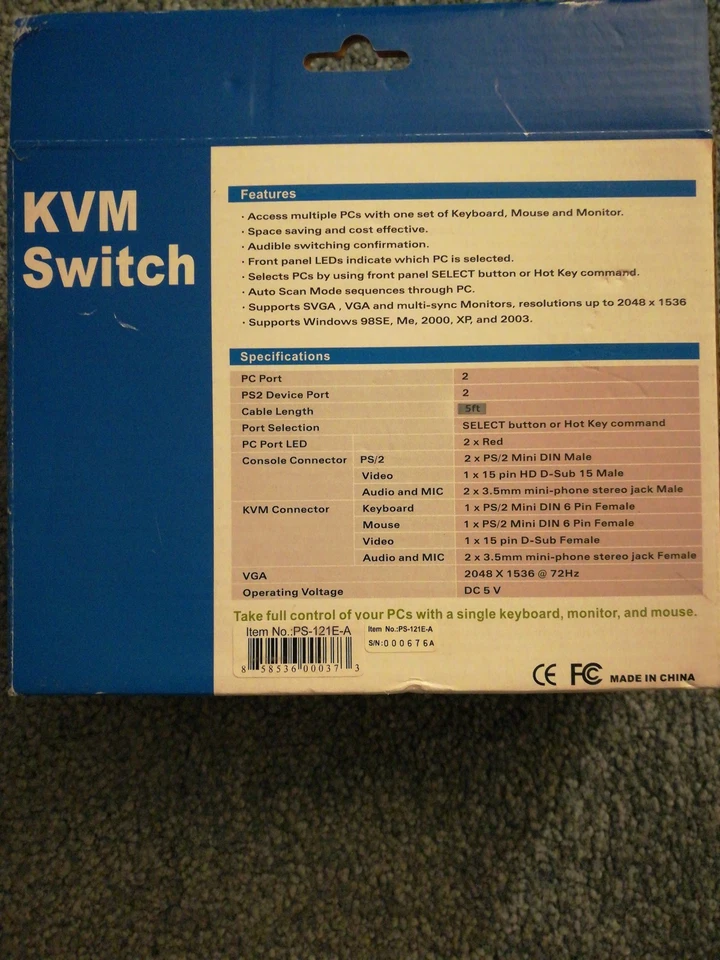 KVM
Switch
Features
· Access multiple PCs with one set of Keyboard, Mouse and Monitor.
· Space saving and cost effective.
· Audible switching confirmation.
· Front panel LEDs indicate which PC is selected.
· Selects PCs by using front panel SELECT button or Hot Key command.
· Auto Scan Mode sequences through PC.
· Supports SVGA , VGA and multi-sync Monitors, resolutions up to 2048 x 1536
· Supports Windows 98SE, Me, 2000, XP, and 2003.
Specifications
PC Port 2
PS2 Device Port 2
Cable Length 5ft
Port Selection SELECT button or Hot Key command
PC Port LED 2 x Red
Console Connector PS/2 2 x PS/2 Mini DIN Male
Video 1 x 15 pin HD D-Sub 15 Male
Audio and MIC 2 x 3.5mm mini-phone stereo jack Male
KVM Connector Keyboard 1 x PS/2 Mini DIN 6 Pin Female
Mouse 1 x PS/2 Mini DIN 6 Pin Female
Video 1 x 15 pin D-Sub Female
Audio and MIC 2 x 3.5mm mini-phone stereo jack Female
VGA 2048 X 1536 @ 72Hz
Operating Voltage DC 5 V
Take full control of your PCs with a single keyboard, monitor, and mouse.
Item No.:PS-121E-A
8 58536 00037 3
Item No.:PS-121E-A
S/N:000676A
CE FC MADE IN CHINA